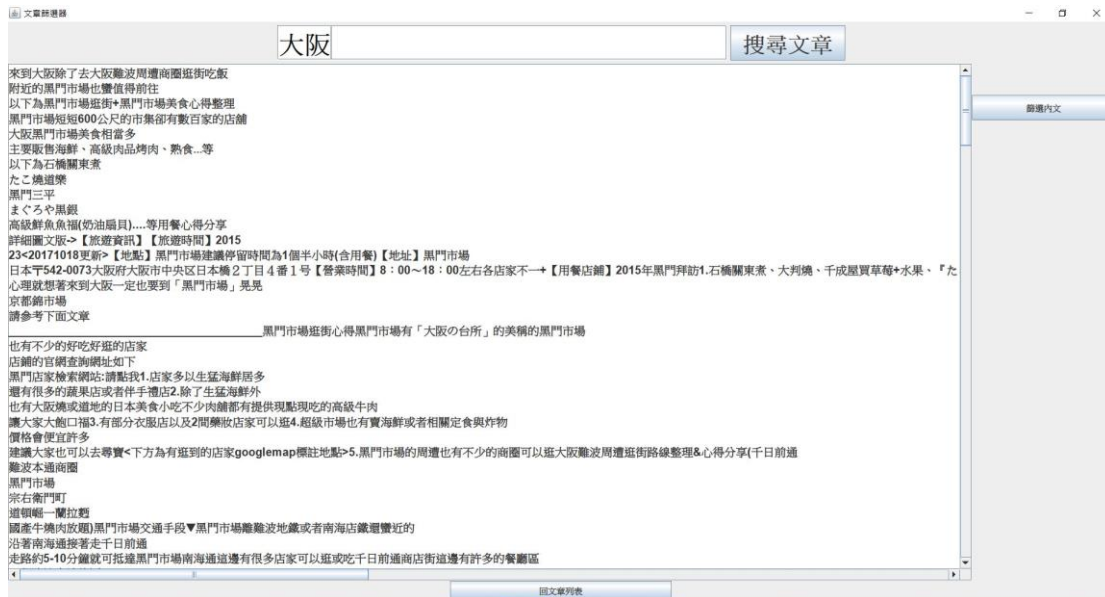 文章篩選器
大阪
搜尋文章
來到大阪除了去大阪難波周遭商圈逛街吃飯
附近的黑門市場也蠻值得前往
以下為黑門市場逛街+黑門市場美食心得整理
黑門市場短短600公尺的市集卻有數百家的店舖
大阪黑門市場美食相當多
主要販售海鮮、高級肉品烤肉、熟食...等
以下為石橋關東煮
たこ燒道樂
黑門三平
まぐろや黑銀
高級鮮魚魚福(奶油扇貝)....等用餐心得分享
詳細圖文版->【旅遊資訊】【旅遊時間】2015
23<20171018更新>【地點】黑門市場建議停留時間為1個半小時(含用餐)【地址】黑門市場
日本〒542-0073大阪府大阪市中央区日本橋２丁目４番１号【營業時間】8：00～18：00左右各店家不一+【用餐店鋪】2015年黑門拜訪1.石橋關東煮、大判燒、千成屋買草莓+水果、『た
心理就想著來到大阪一定也要到「黑門市場」晃晃
京都錦市場
請參考下面文章
黑門市場逛街心得黑門市場有「大阪の台所」的美稱的黑門市場
也有不少的好吃好逛的店家
店鋪的官網查詢網址如下
黑門店家檢索網站:請點我1.店家多以生猛海鮮居多
還有很多的蔬果店或者伴手禮店2.除了生猛海鮮外
也有大阪燒或道地的日本美食小吃不少肉舖都有提供現點現吃的高級牛肉
讓大家大飽口福3.有部分衣服店以及2間藥妝店家可以逛4.超級市場也有賣海鮮或者相關定食與炸物
價格會便宜許多
建議大家也可以去尋寶<下方為有逛到的店家googlemap標註地點>5.黑門市場的周遭也有不少的商圈可以逛大阪難波周遭逛街路線整理&心得分享(千日前通
難波本通商圈
黑門市場
宗右衛門町
道頓崛一蘭拉麵
國產牛燒肉放題)黑門市場交通手段▼黑門市場離難波地鐵或者南海店鐵還蠻近的
沿著南海通接著走千日前通
走路約5-10分鐘就可抵達黑門市場南海通這邊有很多店家可以逛或吃千日前通商店街這邊有許多的餐廳區
篩選內文
回文章列表